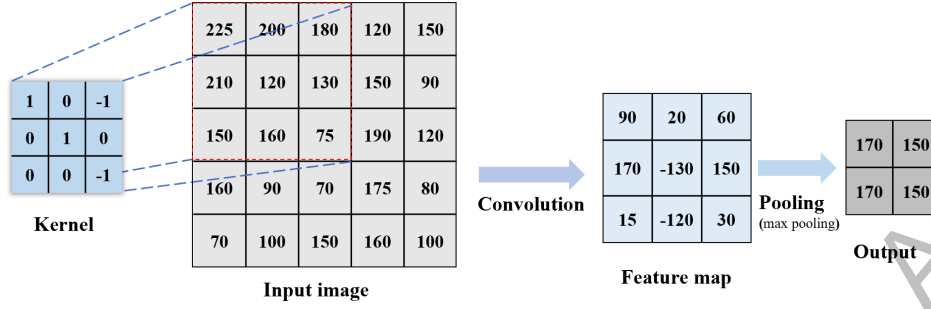 1 0 -1
0 1 0
0 0 -1
Kernel
225 200 180 120 150
210 120 130 150 90
150 160 75 190 120
160 90 70 175 80
70 100 150 160 100
Input image
Convolution
90 20 60
170 -130 150
15 -120 30
Feature map
Pooling
(max pooling)
170 150
170 150
Output
A